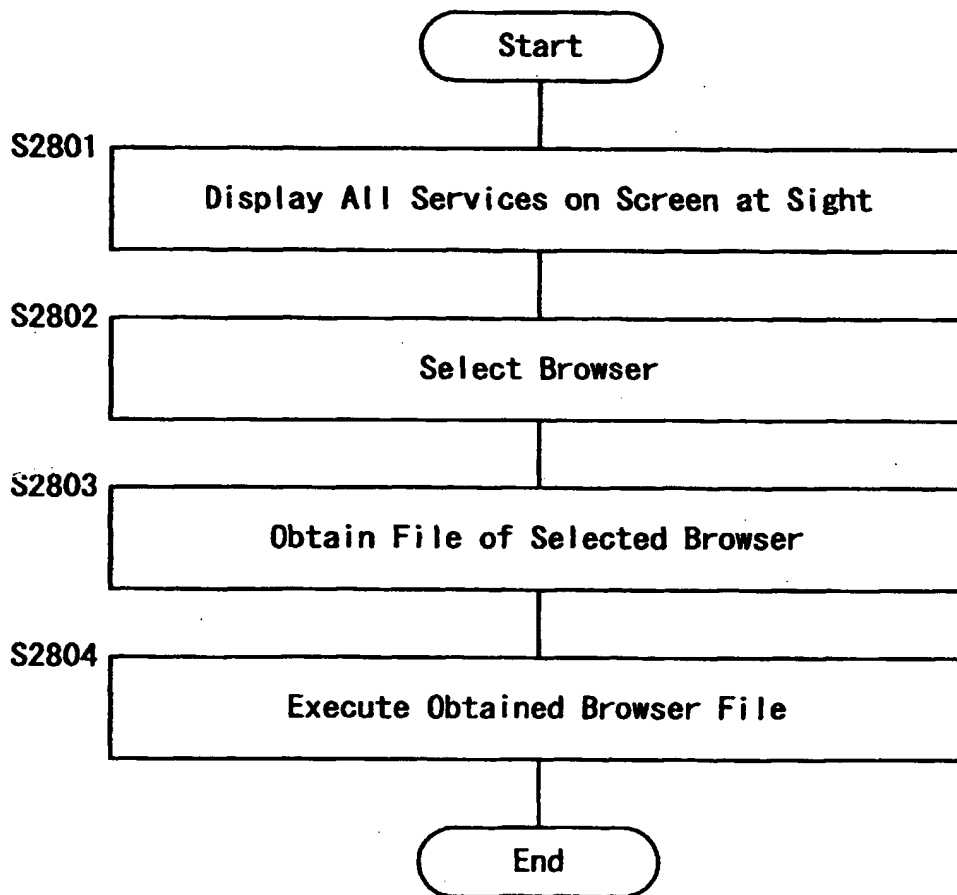 Start
S2801
Display All Services on Screen at Sight
S2802
Select Browser
S2803
Obtain File of Selected Browser
S2804
Execute Obtained Browser File
End